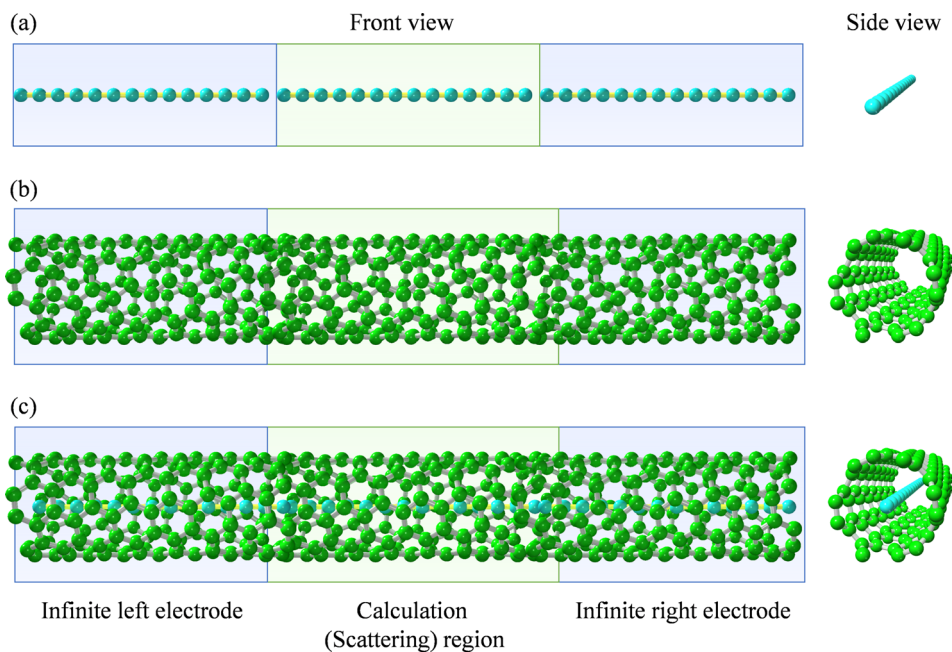 (a)
Front view
Side view
(b)
(c)
Infinite left electrode
Calculation
(Scattering) region
Infinite right electrode